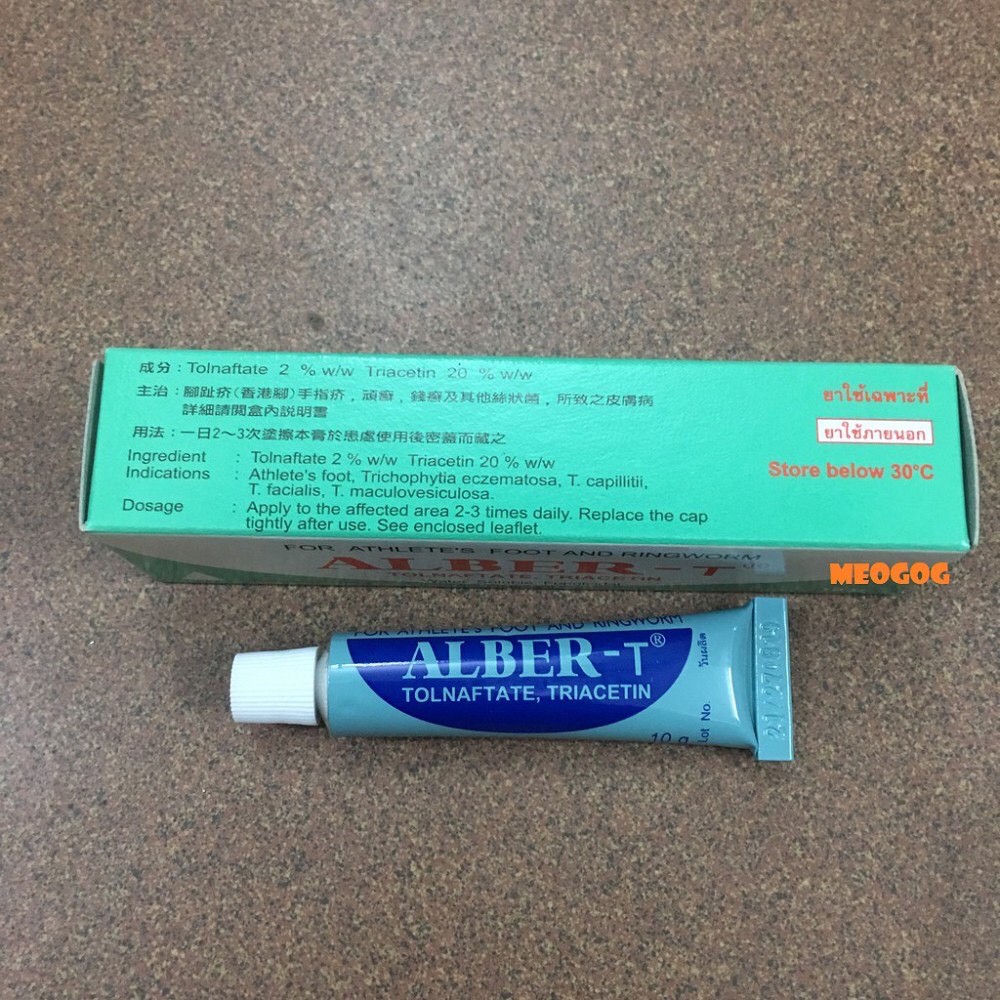 成分：Tolnaftate 2 % w/w Triacetin 20 % w/w
主治：腳趾疥（香港腳）手指疥，頑癬，錢癬及其他絲狀菌，所致之皮膚病
詳細請閱盒內説明書
用法：一日2～3次塗擦本膏於患處使用後密蓋而藏之
Ingredient : Tolnaftate 2 % w/w Triacetin 20 % w/w
Indications : Athlete's foot, Trichophytia eczematosa, T. capillitii,
T. facialis, T. maculovesiculosa.
Dosage : Apply to the affected area 2-3 times daily. Replace the cap
tightly after use. See enclosed leaflet.
ยาใช้เฉพาะที่
ยาใช้ภายนอก
Store below 30°C
FOR ATHLETE'S FOOT AND RINGWORM
ALBER-T
TOLNAFTATE, TRIACETIN
MEOGOG
FOR ATHLETE'S FOOT AND RINGWORM
ALBER-T®
TOLNAFTATE, TRIACETIN
10 g
Lot No. วันผลิต